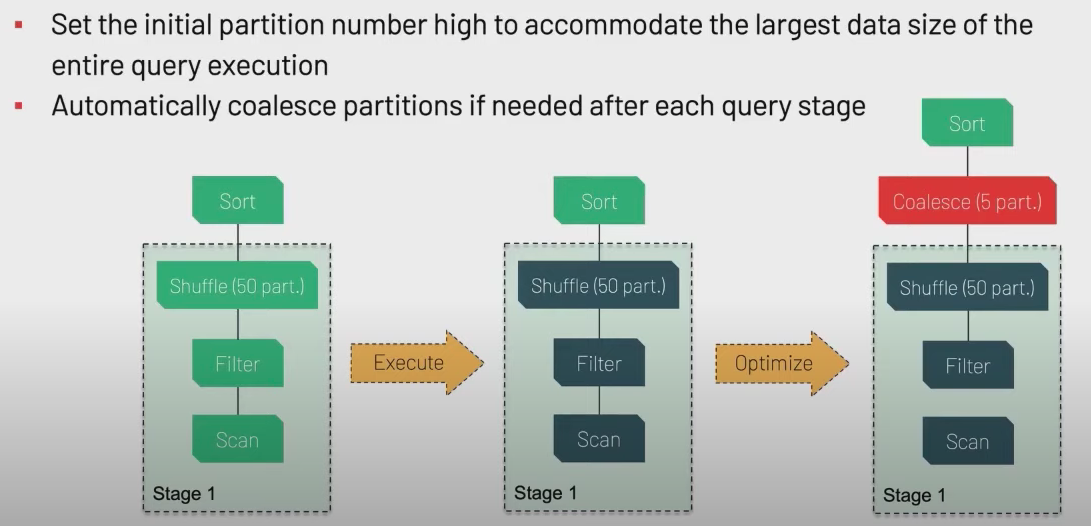 Set the initial partition number high to accommodate the largest data size of the
entire query execution
Automatically coalesce partitions if needed after each query stage
Sort
Shuffle (50 part.)
Filter
Scan
Stage 1
Execute
Sort
Shuffle (50 part.)
Filter
Scan
Stage 1
Optimize
Sort
Coalesce (5 part.)
Shuffle (50 part.)
Filter
Scan
Stage 1